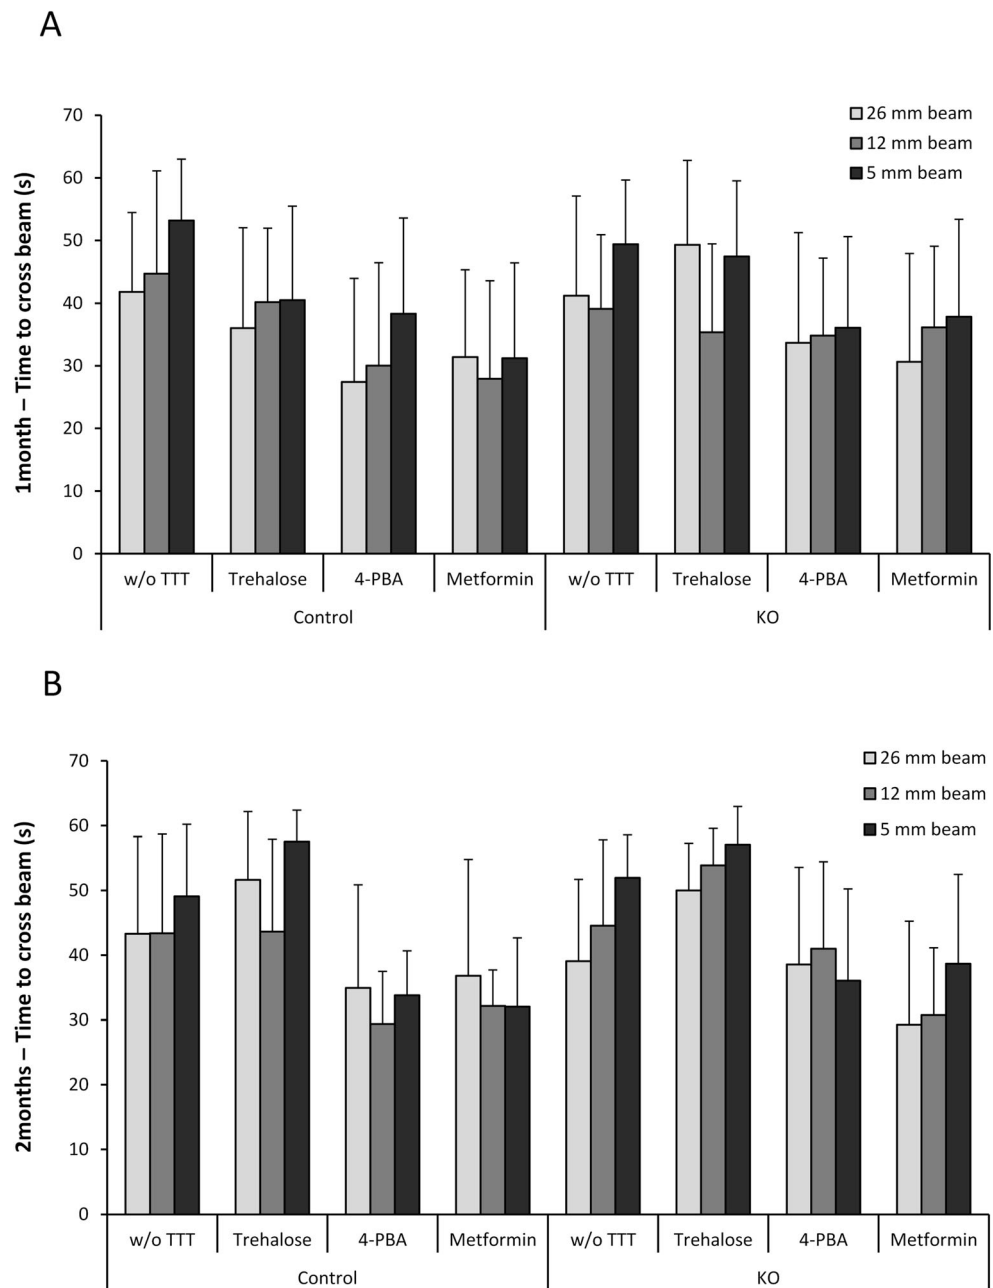 A
70
60
50
40
30
20
10
0
1month – Time to cross beam (s)
26 mm beam
12 mm beam
5 mm beam
w/o TTT Trehalose 4-PBA Metformin w/o TTT Trehalose 4-PBA Metformin
Control KO
B
70
60
50
40
30
20
10
0
2months – Time to cross beam (s)
26 mm beam
12 mm beam
5 mm beam
w/o TTT Trehalose 4-PBA Metformin w/o TTT Trehalose 4-PBA Metformin
Control KO